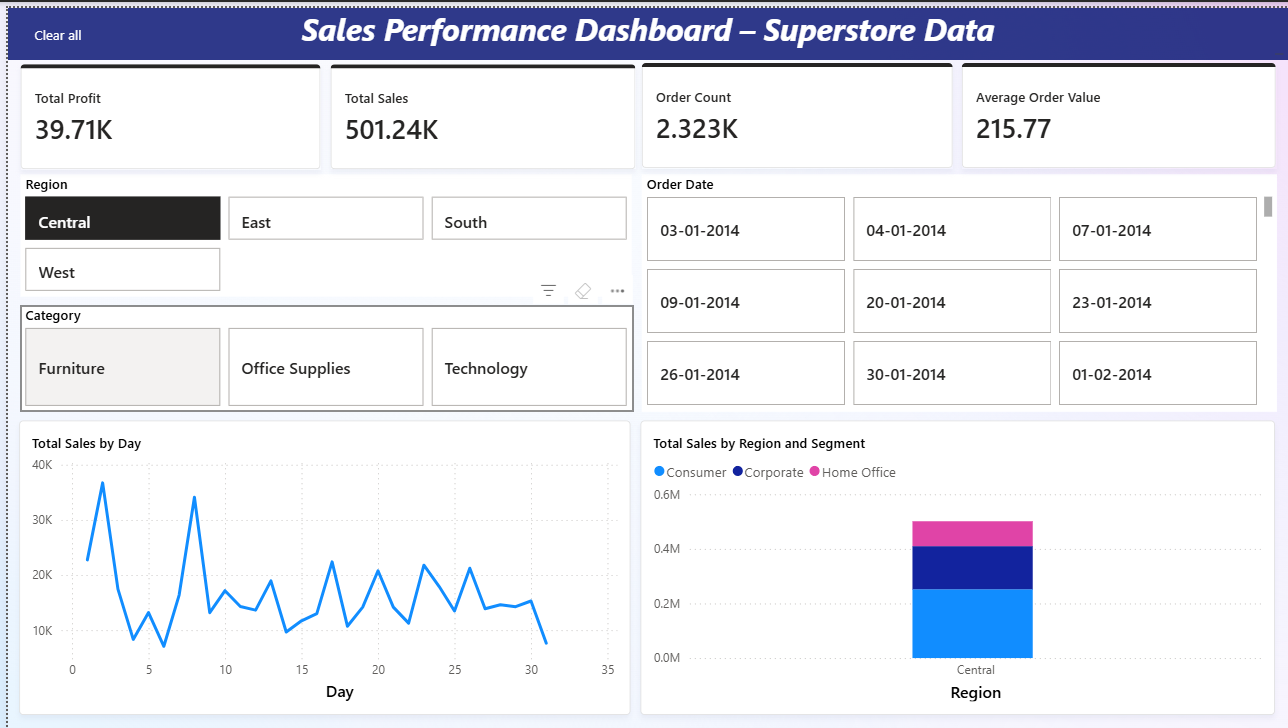 Clear all
Sales Performance Dashboard – Superstore Data
Total Profit
39.71K
Total Sales
501.24K
Order Count
2.323K
Average Order Value
215.77
Region
Central
East
South
West
Category
Furniture
Office Supplies
Technology
Order Date
03-01-2014
04-01-2014
07-01-2014
09-01-2014
20-01-2014
23-01-2014
26-01-2014
30-01-2014
01-02-2014
Total Sales by Day
40K
30K
20K
10K
0 5 10 15 20 25 30 35
Day
Total Sales by Region and Segment
Consumer Corporate Home Office
0.6M
0.4M
0.2M
0.0M
Central
Region